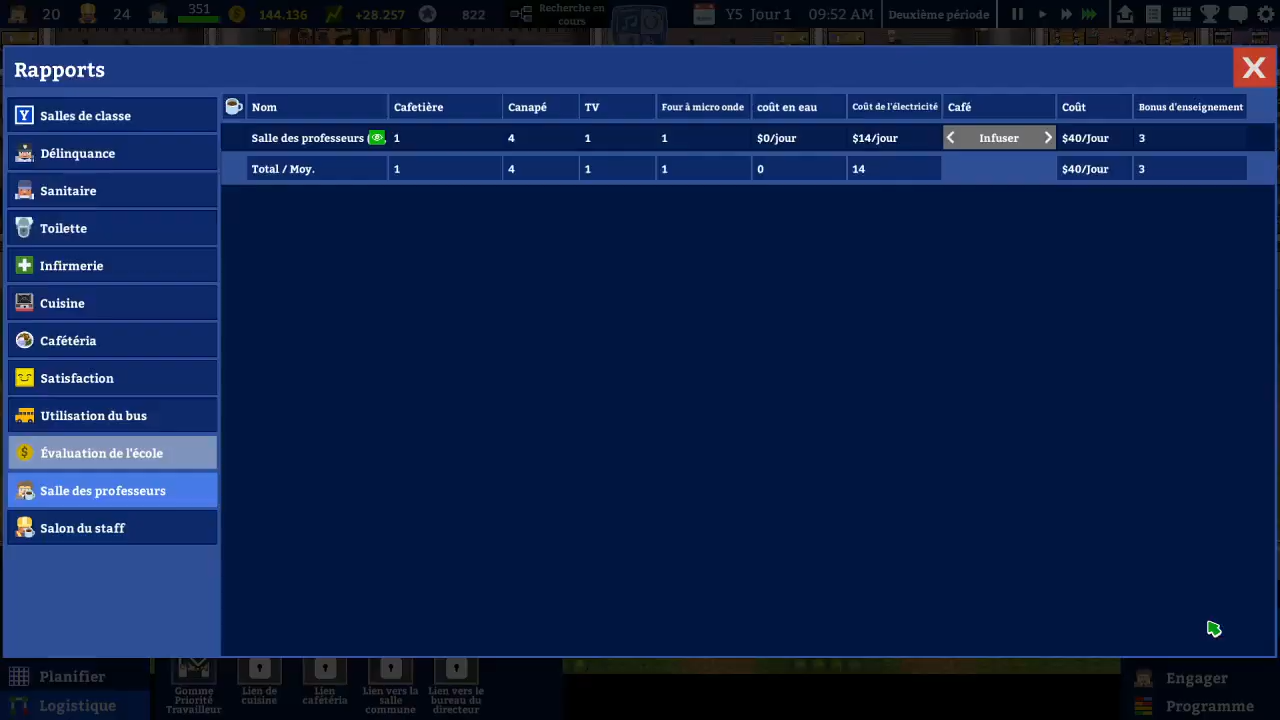 20 24 351 144.136 +28.257 822 Recherche en cours Y5 Jour 1 09:52 AM Deuxième période
Rapports
Salles de classe
Délinquance
Sanitaire
Toilette
Infirmerie
Cuisine
Cafétéria
Satisfaction
Utilisation du bus
Évaluation de l'école
Salle des professeurs
Salon du staff
Nom Cafetière Canapé TV Four à micro onde coût en eau Coût de l'électricité Café Coût Bonus d'enseignement
Salle des professeurs ( 1 4 1 1 $0/jour $14/jour Infuser $40/Jour 3
Total / Moy. 1 4 1 1 0 14 $40/Jour 3
Planifier
Logistique
Gomme Priorité Travailleur
Lien de cuisine
Lien cafétéria
Lien vers la salle commune
Lien vers le bureau du directeur
Engager
Programme